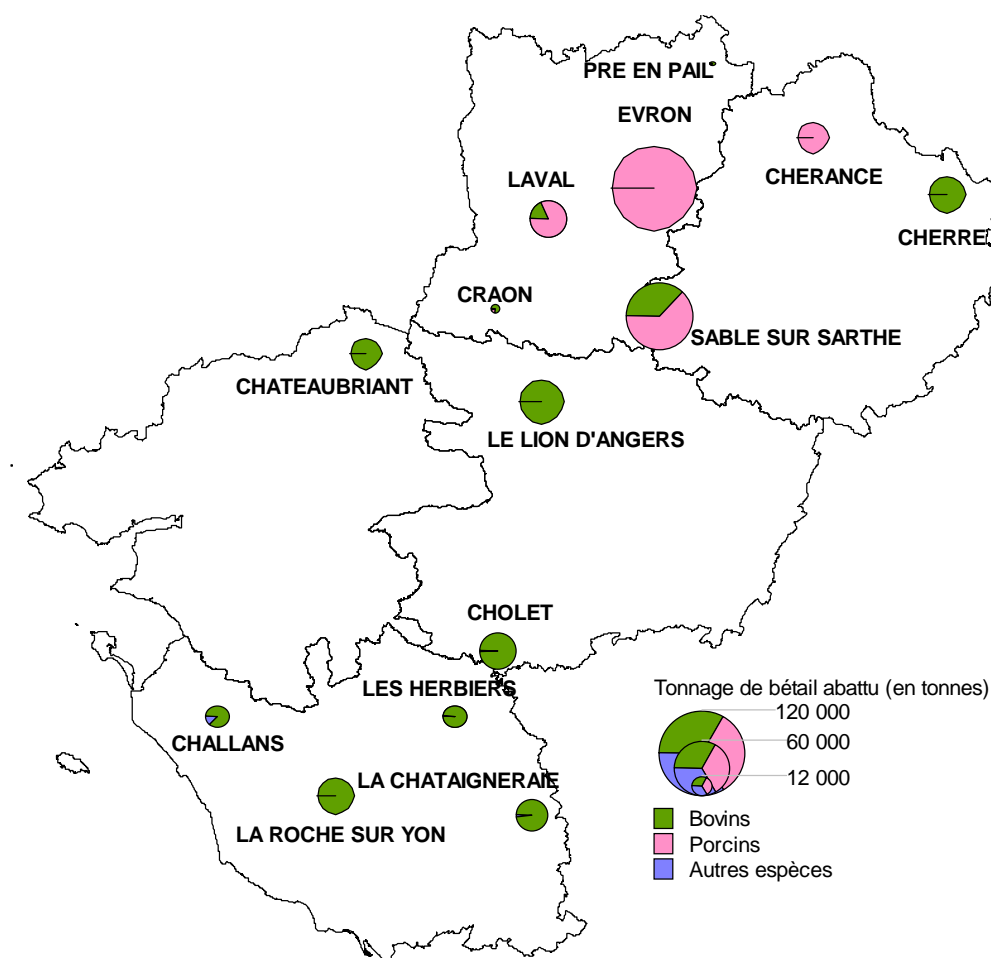 PRE EN PAIL
EVRON
LAVAL
CHERANCE
CHERRE
CRAON
SABLE SUR SARTHE
CHATEAUBRIANT
LE LION D'ANGERS
CHOLET
LES HERBIERS
CHALLANS
LA CHATAIGNERAIE
LA ROCHE SUR YON
Tonnage de bétail abattu (en tonnes)
120 000
60 000
12 000
Bovins
Porcins
Autres espèces